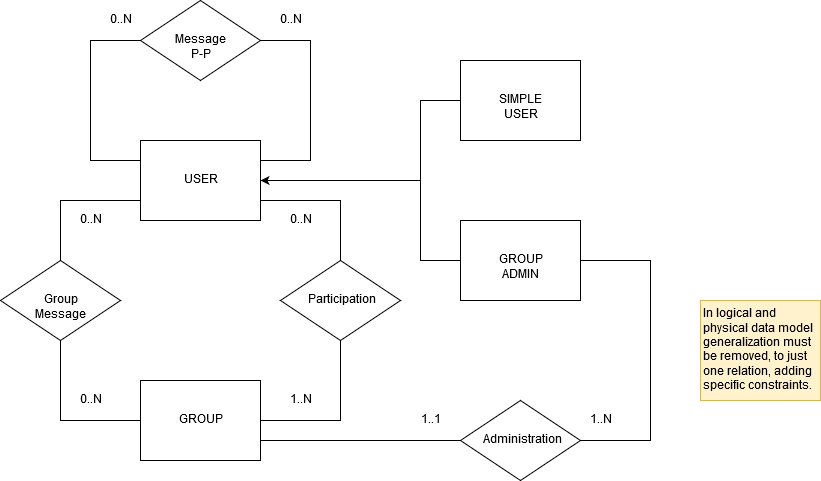 0..N
Message
P-P
0..N
SIMPLE
USER
USER
0..N
0..N
GROUP
ADMIN
Group
Message
Participation
In logical and
physical data model
generalization must
be removed, to just
one relation, adding
specific constraints.
0..N
1..N
GROUP
1..1
Administration
1..N